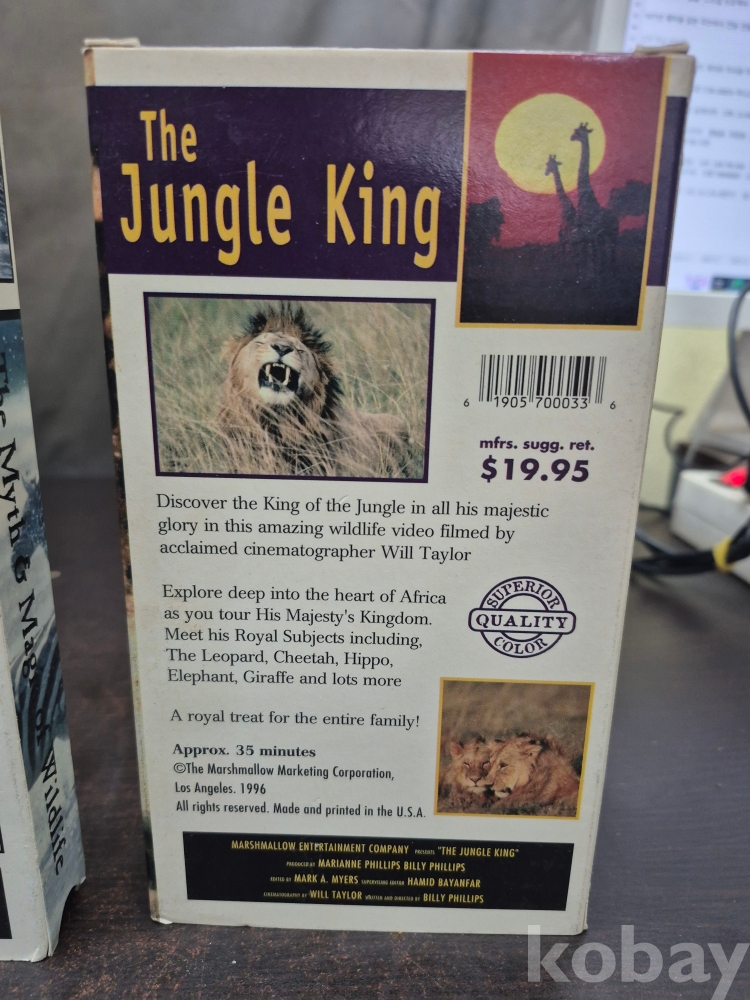 The
Jungle King
6 19057 00033 6
mfrs. sugg. ret.
$19.95
Discover the King of the Jungle in all his majestic
glory in this amazing wildlife video filmed by
acclaimed cinematographer Will Taylor
Explore deep into the heart of Africa
as you tour His Majesty's Kingdom.
Meet his Royal Subjects including,
The Leopard, Cheetah, Hippo,
Elephant, Giraffe and lots more
SUPERIOR
QUALITY
COLOR
A royal treat for the entire family!
Approx. 35 minutes
©The Marshmallow Marketing Corporation,
Los Angeles. 1996
All rights reserved. Made and printed in the U.S.A.
MARSHMALLOW ENTERTAINMENT COMPANY PRESENTS "THE JUNGLE KING"
PRODUCED BY MARIANNE PHILLIPS BILLY PHILLIPS
EDITED BY MARK A. MYERS SUPERVISING EDITOR HAMID BAYANFAR
CINEMATOGRAPHY BY WILL TAYLOR WRITTEN AND DIRECTED BY BILLY PHILLIPS
The Myth & Magic of Wildlife
kobay